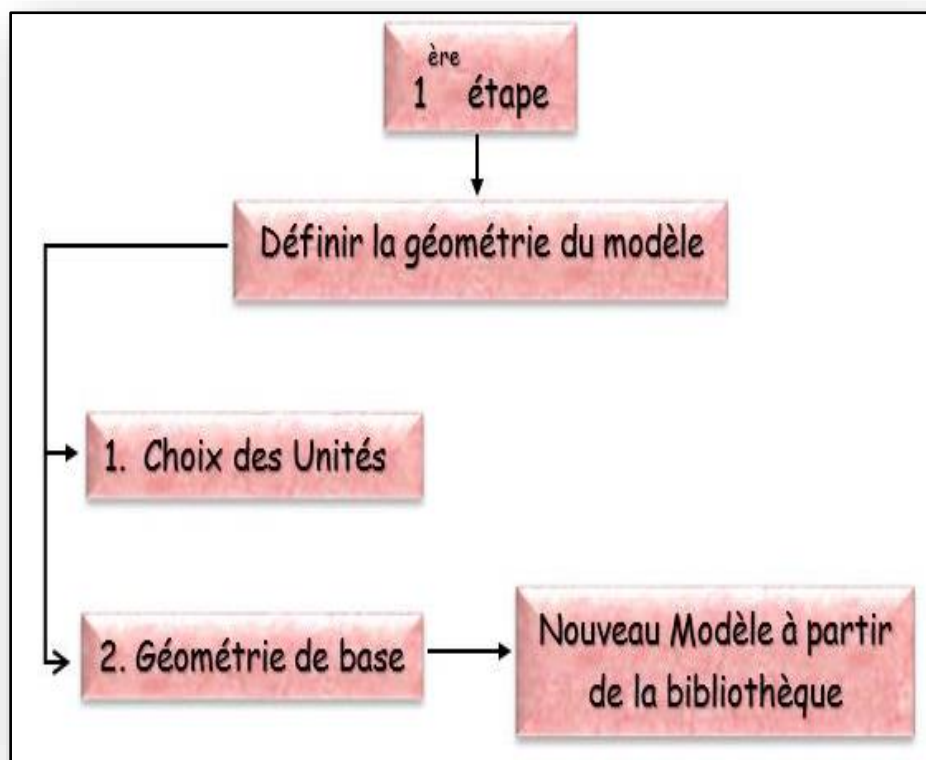 1ère étape
Définir la géométrie du modèle
1. Choix des Unités
2. Géométrie de base
Nouveau Modèle à partir
de la bibliothèque